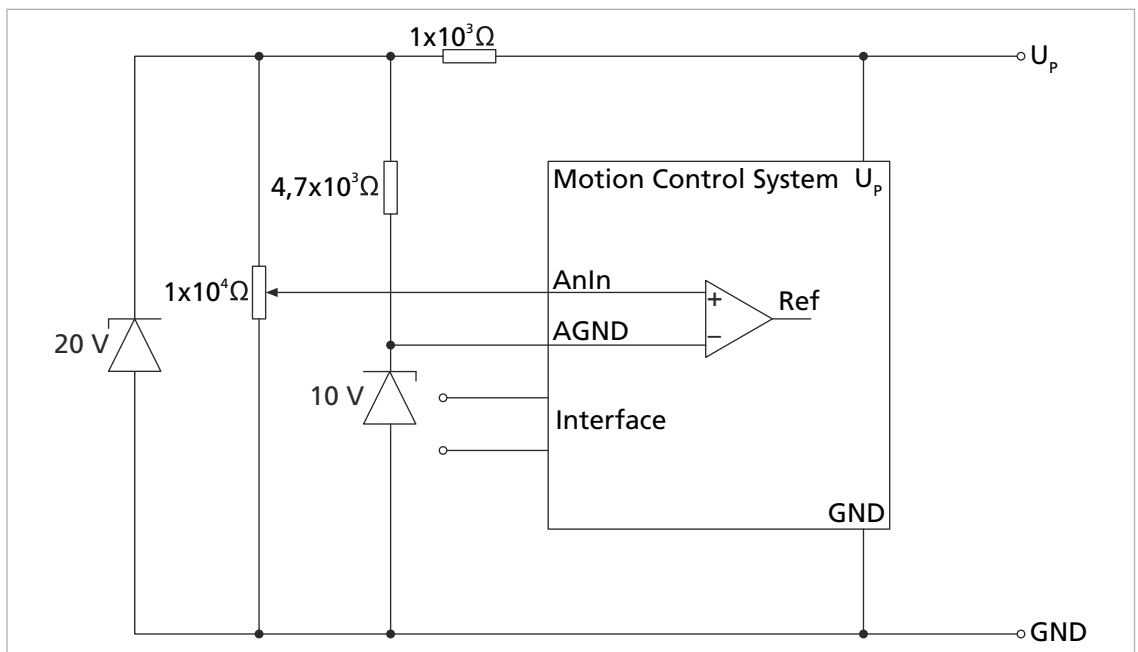 1x10³Ω
U_P
4,7x10³Ω
Motion Control System U_P
1x10⁴Ω
AnIn
+
Ref
AGND
−
20 V
10 V
Interface
GND
GND